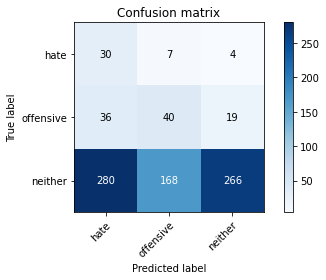 Confusion matrix
True label
hate 30 7 4
offensive 36 40 19
neither 280 168 266
hate offensive neither
Predicted label
250
200
150
100
50